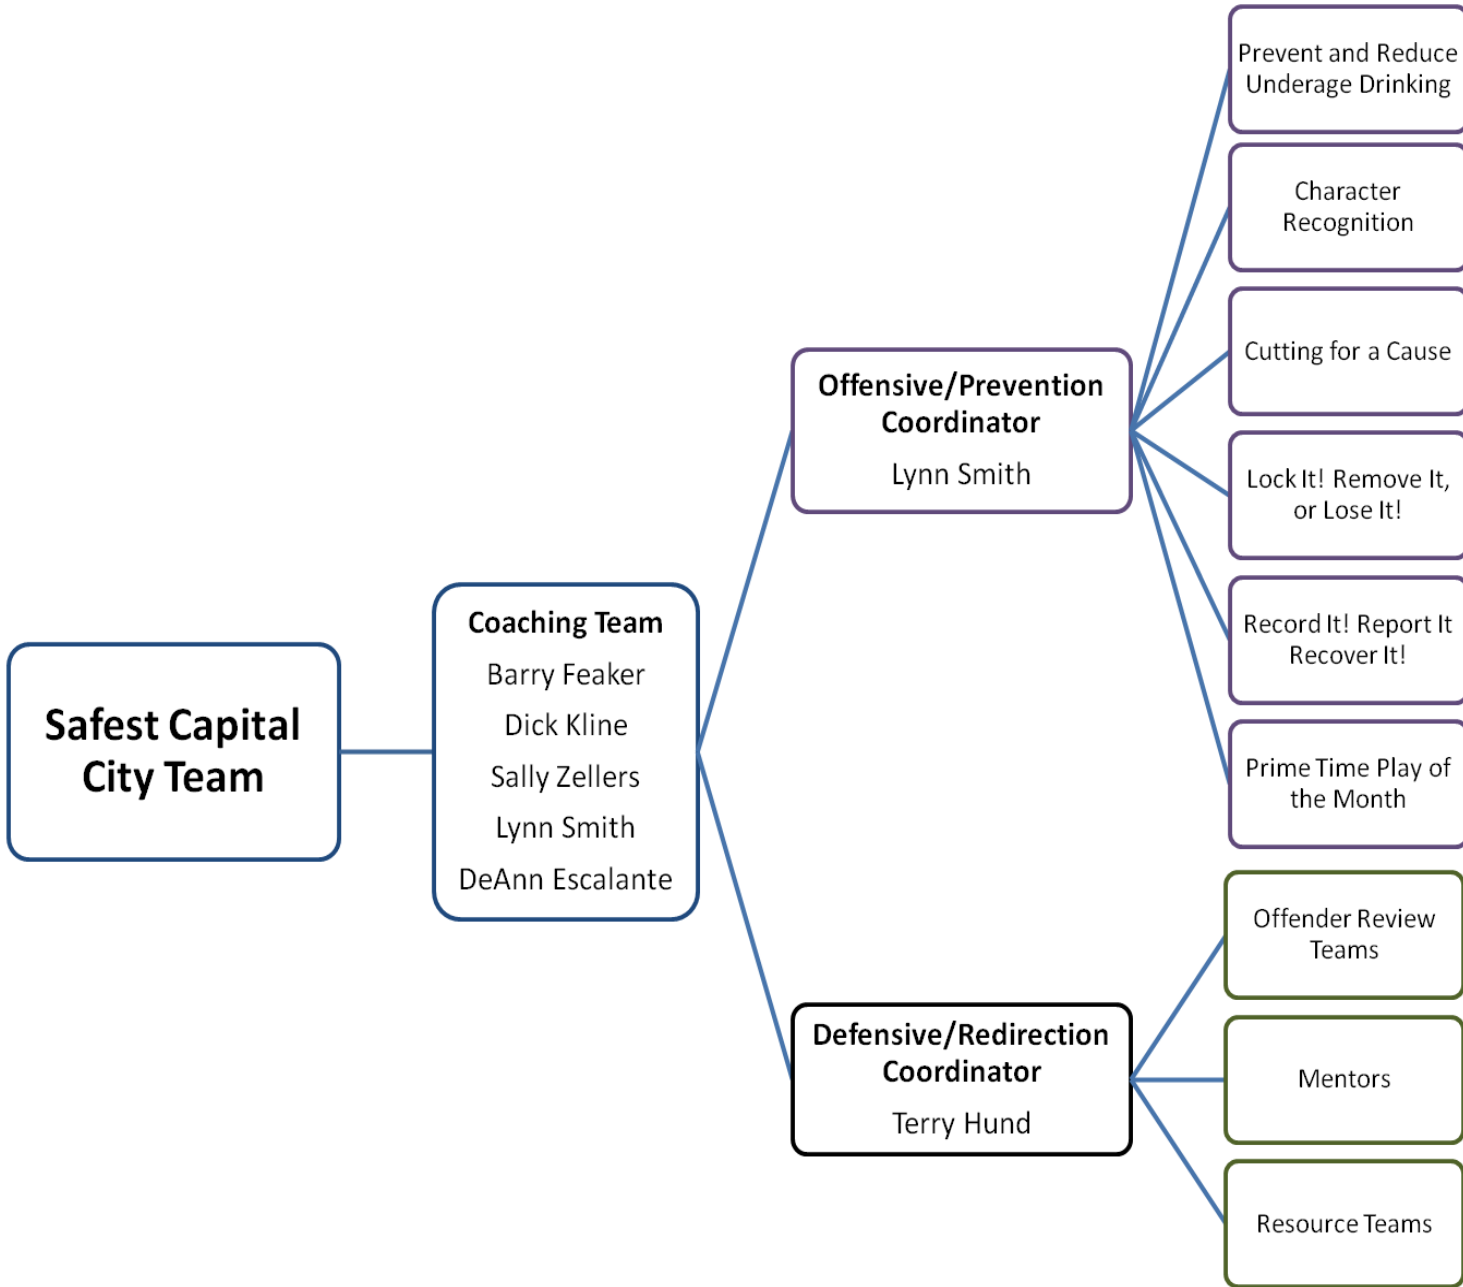 Safest Capital
City Team
Coaching Team
Barry Feaker
Dick Kline
Sally Zellers
Lynn Smith
DeAnn Escalante
Offensive/Prevention
Coordinator
Lynn Smith
Prevent and Reduce
Underage Drinking
Character
Recognition
Cutting for a Cause
Lock It! Remove It,
or Lose It!
Record It! Report It
Recover It!
Prime Time Play of
the Month
Defensive/Redirection
Coordinator
Terry Hund
Offender Review
Teams
Mentors
Resource Teams